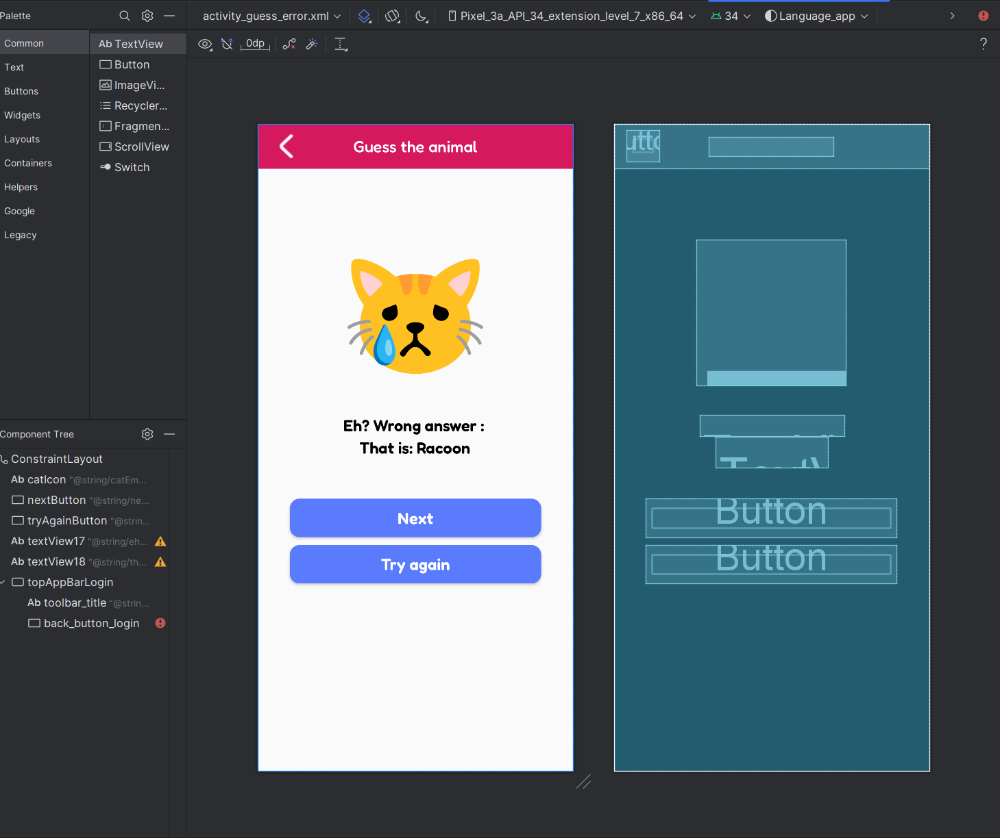 Palette
activity_guess_error.xml
Pixel_3a_API_34_extension_level_7_x86_64
34
Language_app
Common
Text
Buttons
Widgets
Layouts
Containers
Helpers
Google
Legacy
Ab TextView
Button
ImageVi...
Recycler...
Fragmen...
ScrollView
Switch
0dp
?
Guess the animal
Eh? Wrong answer :
That is: Racoon
Next
Try again
Button
Button
Component Tree
ConstraintLayout
Ab catIcon "@string/catEm...
nextButton "@string/ne...
tryAgainButton "@strin...
Ab textView17 "@string/eh...
Ab textView18 "@string/th...
topAppBarLogin
Ab toolbar_title "@strin...
back_button_login